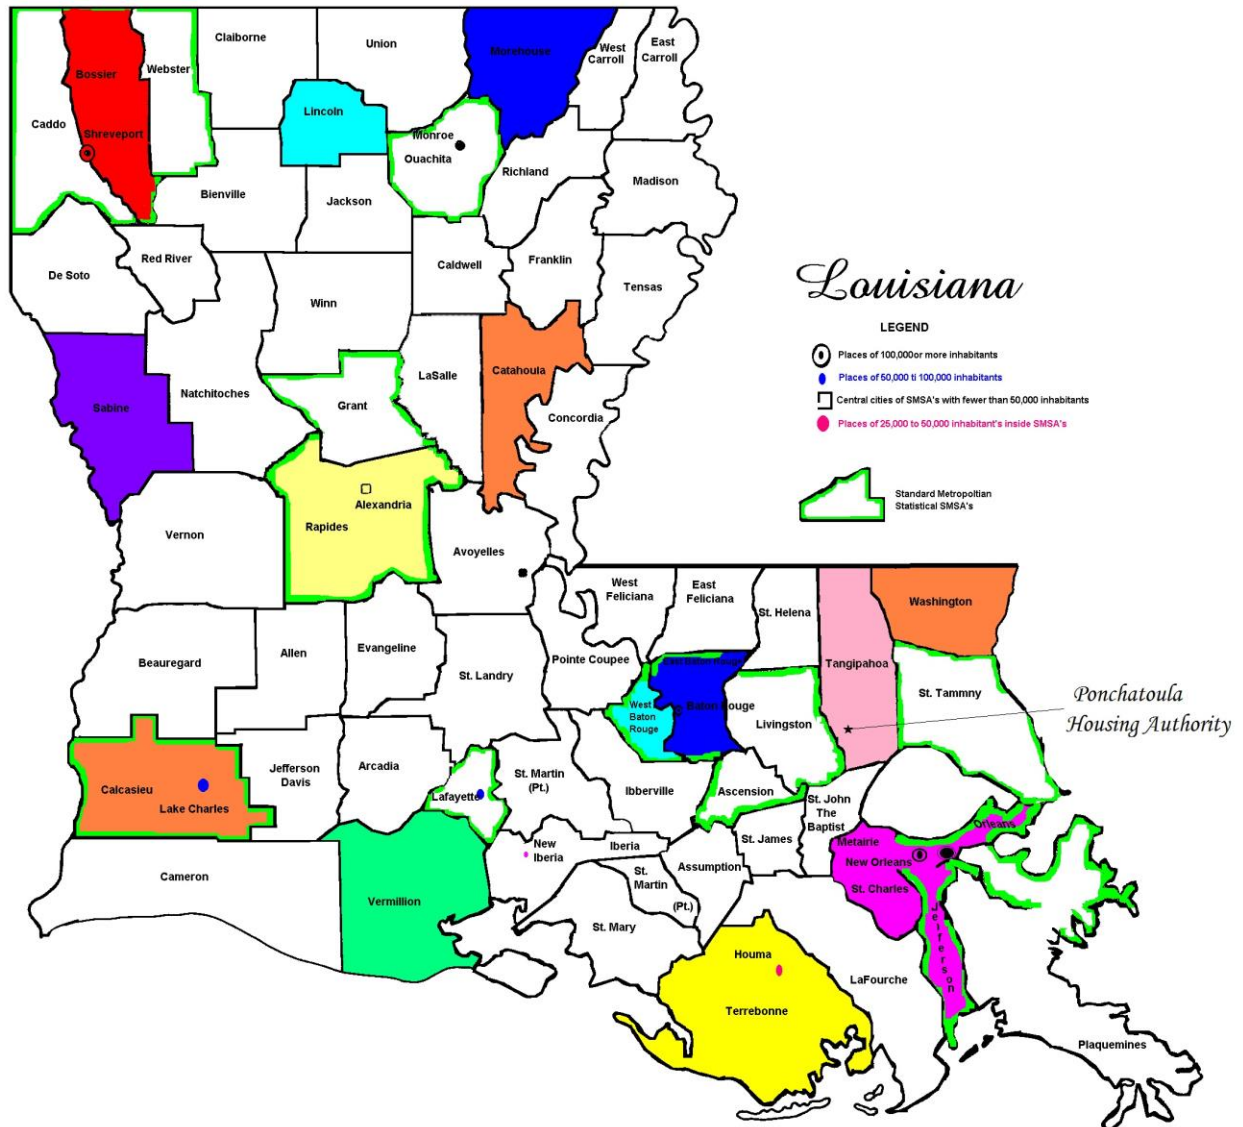 Claiborne
Union
Morehouse
West
Carroll
East
Carroll
Bossier
Webster
Caddo
Shreveport
Lincoln
Monroe
Ouachita
Richland
Madison
Bienville
Jackson
De Soto
Red River
Caldwell
Franklin
Tensas
Winn
Louisiana
LEGEND
Places of 100,000or more inhabitants
Places of 50,000 ti 100,000 inhabitants
Central cities of SMSA's with fewer than 50,000 inhabitants
Places of 25,000 to 50,000 inhabitant's inside SMSA's
Standard Metropoltian
Statistical SMSA's
Sabine
Natchitoches
Grant
LaSalle
Catahoula
Concordia
Alexandria
Rapides
Vernon
Avoyelles
West
Feliciana
East
Feliciana
St. Helena
Washington
Beauregard
Allen
Evangeline
St. Landry
Pointe Coupee
East Baton Rouge
Tangipahoa
St. Tammny
Ponchatoula
Housing Authority
West
Baton
Rouge
Baton Rouge
Livingston
Calcasieu
Lake Charles
Jefferson
Davis
Arcadia
Lafayette
St. Martin
(Pt.)
Ibberville
Ascension
St. John
The
Baptist
Orleans
Metairie
New Orleans
St. Charles
Jefferson
Cameron
Vermillion
New
Iberia
Iberia
St. James
Assumption
St.
Martin
(Pt.)
St. Mary
Houma
Terrebonne
LaFourche
Plaquemines